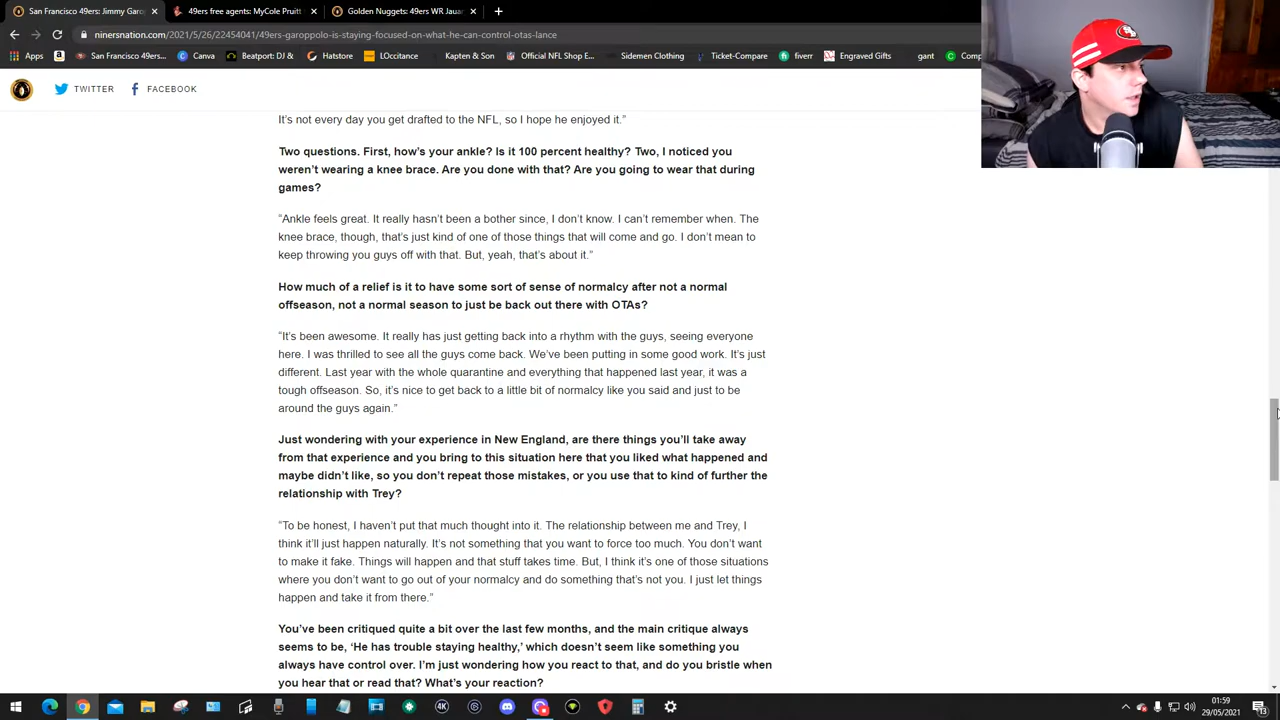 San Francisco 49ers: Jimmy Garo
49ers free agents: MyCole Pruitt
Golden Nuggets: 49ers WR Jauan
ninersnation.com/2021/5/26/22454041/49ers-garoppolo-is-staying-focused-on-what-he-can-control-otas-lance
Apps
San Francisco 49ers...
Canva
Beatport: DJ &...
Hatstore
LOccitance
Kapten & Son
Official NFL Shop E...
Sidemen Clothing
Ticket-Compare
fiverr
Engraved Gifts
gant
Comp
TWITTER
FACEBOOK
It’s not every day you get drafted to the NFL, so I hope he enjoyed it.”
Two questions. First, how’s your ankle? Is it 100 percent healthy? Two, I noticed you
weren’t wearing a knee brace. Are you done with that? Are you going to wear that during
games?
“Ankle feels great. It really hasn’t been a bother since, I don’t know. I can’t remember when. The
knee brace, though, that’s just kind of one of those things that will come and go. I don’t mean to
keep throwing you guys off with that. But, yeah, that’s about it.”
How much of a relief is it to have some sort of sense of normalcy after not a normal
offseason, not a normal season to just be back out there with OTAs?
“It’s been awesome. It really has just getting back into a rhythm with the guys, seeing everyone
here. I was thrilled to see all the guys come back. We’ve been putting in some good work. It’s just
different. Last year with the whole quarantine and everything that happened last year, it was a
tough offseason. So, it’s nice to get back to a little bit of normalcy like you said and just to be
around the guys again.”
Just wondering with your experience in New England, are there things you’ll take away
from that experience and you bring to this situation here that you liked what happened and
maybe didn’t like, so you don’t repeat those mistakes, or you use that to kind of further the
relationship with Trey?
“To be honest, I haven’t put that much thought into it. The relationship between me and Trey, I
think it’ll just happen naturally. It’s not something that you want to force too much. You don’t want
to make it fake. Things will happen and that stuff takes time. But, I think it’s one of those situations
where you don’t want to go out of your normalcy and do something that’s not you. I just let things
happen and take it from there.”
You’ve been critiqued quite a bit over the last few months, and the main critique always
seems to be, ‘He has trouble staying healthy,’ which doesn’t seem like something you
always have control over. I’m just wondering how you react to that, and do you bristle when
you hear that or read that? What’s your reaction?
4K
01:59
29/05/2021